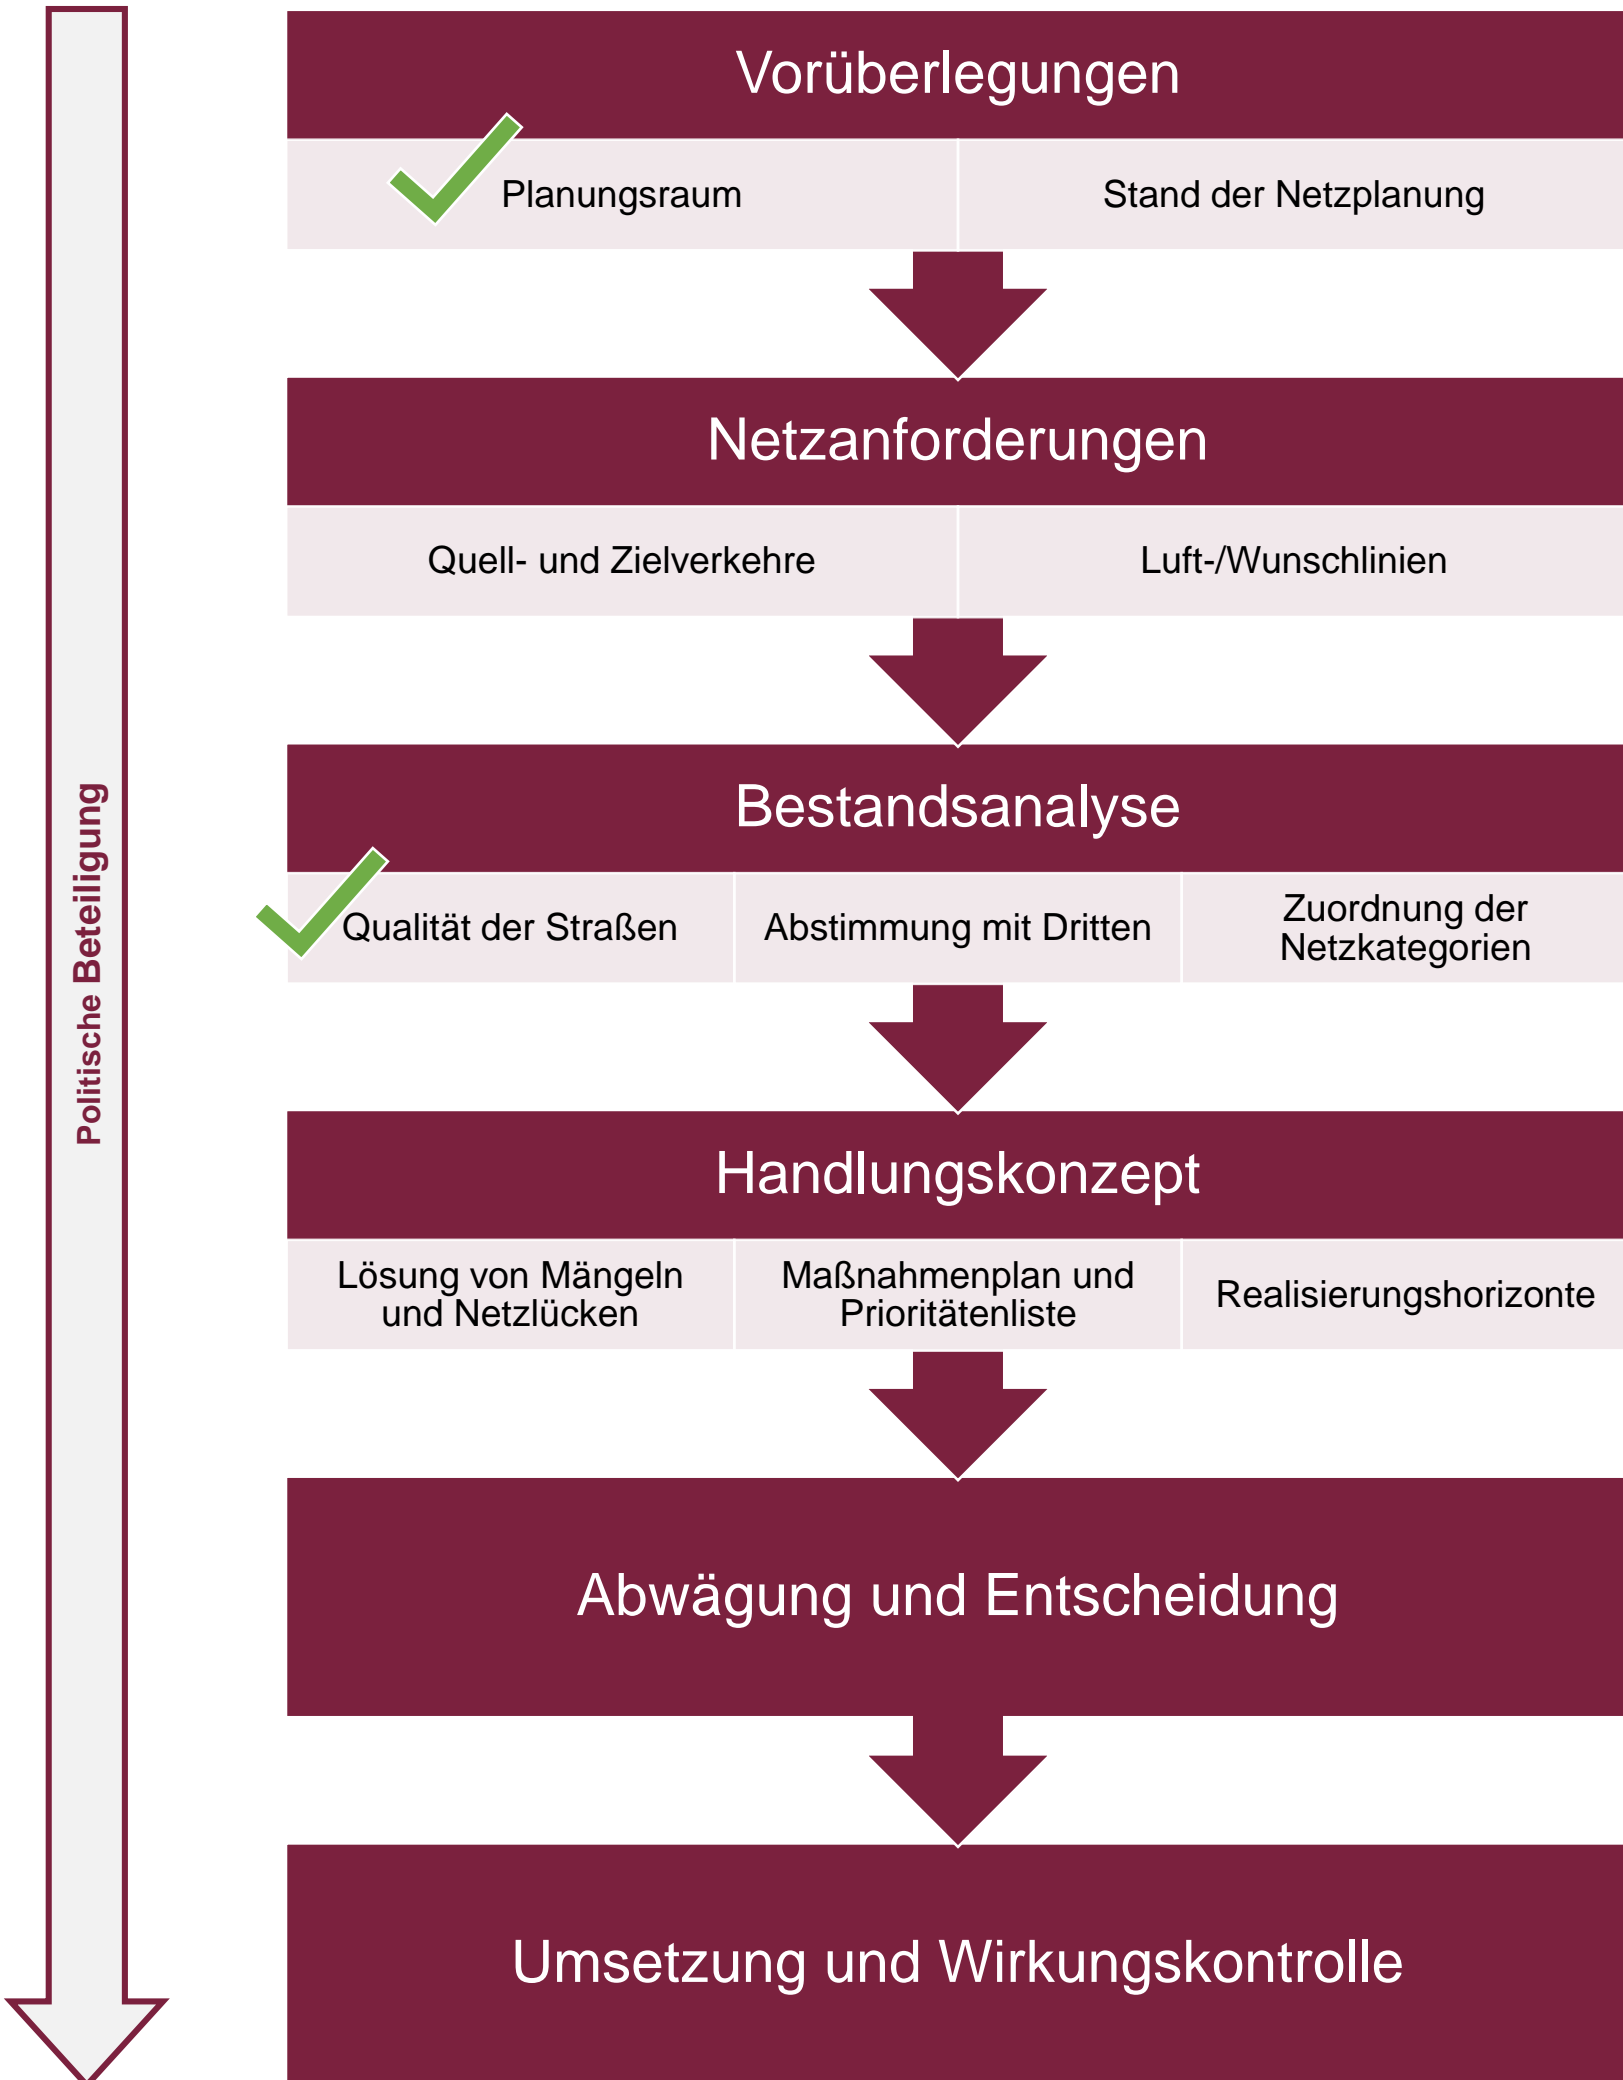 Politische Beteiligung
Vorüberlegungen
Planungsraum
Stand der Netzplanung
Netzanforderungen
Quell- und Zielverkehre
Luft-/Wunschlinien
Bestandsanalyse
Qualität der Straßen
Abstimmung mit Dritten
Zuordnung der
Netzkategorien
Handlungskonzept
Lösung von Mängeln
und Netzlücken
Maßnahmenplan und
Prioritätenliste
Realisierungshorizonte
Abwägung und Entscheidung
Umsetzung und Wirkungskontrolle